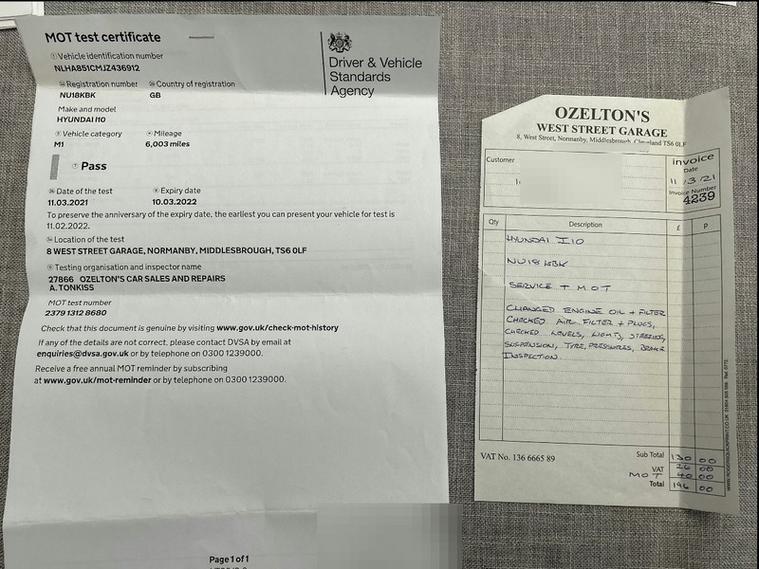 MOT test certificate
Driver & Vehicle
Standards
Agency
Vehicle identification number
NLHA851CMJZ436912
Registration number
Country of registration
NU18KBK
GB
Make and model
HYUNDAI I10
Vehicle category
Mileage
M1
6,003 miles
Pass
Date of the test
Expiry date
11.03.2021
10.03.2022
To preserve the anniversary of the expiry date, the earliest you can present your vehicle for test is
11.02.2022.
Location of the test
8 WEST STREET GARAGE, NORMANBY, MIDDLESBROUGH, TS6 0LF
Testing organisation and inspector name
27866 OZELTON'S CAR SALES AND REPAIRS
A. TONKISS
MOT test number
2379 1312 8680
Check that this document is genuine by visiting www.gov.uk/check-mot-history
If any of the details are not correct, please contact DVSA by email at
enquiries@dvsa.gov.uk or by telephone on 0300 1239000.
Receive a free annual MOT reminder by subscribing
at www.gov.uk/mot-reminder or by telephone on 0300 1239000.
Page 1 of 1
OZELTON'S
WEST STREET GARAGE
8, West Street, Normanby, Middlesbrough, Cleveland TS6 0LF
Customer
invoice
Date
11/3/21
Invoice Number
4239
Qty
Description
£
P
HYUNDAI I10
NU18 KBK
SERVICE + MOT
CHANGED ENGINE OIL + FILTER
CHECKED AIR FILTER + PLUGS,
CHECKED LEVELS, LIGHTS, STEERING,
SUSPENSION, TYRE, PRESSURES, BRAKE
INSPECTION.
VAT No. 136 6665 89
Sub Total 130 00
VAT 26 00
MOT 40 00
Total 196 00